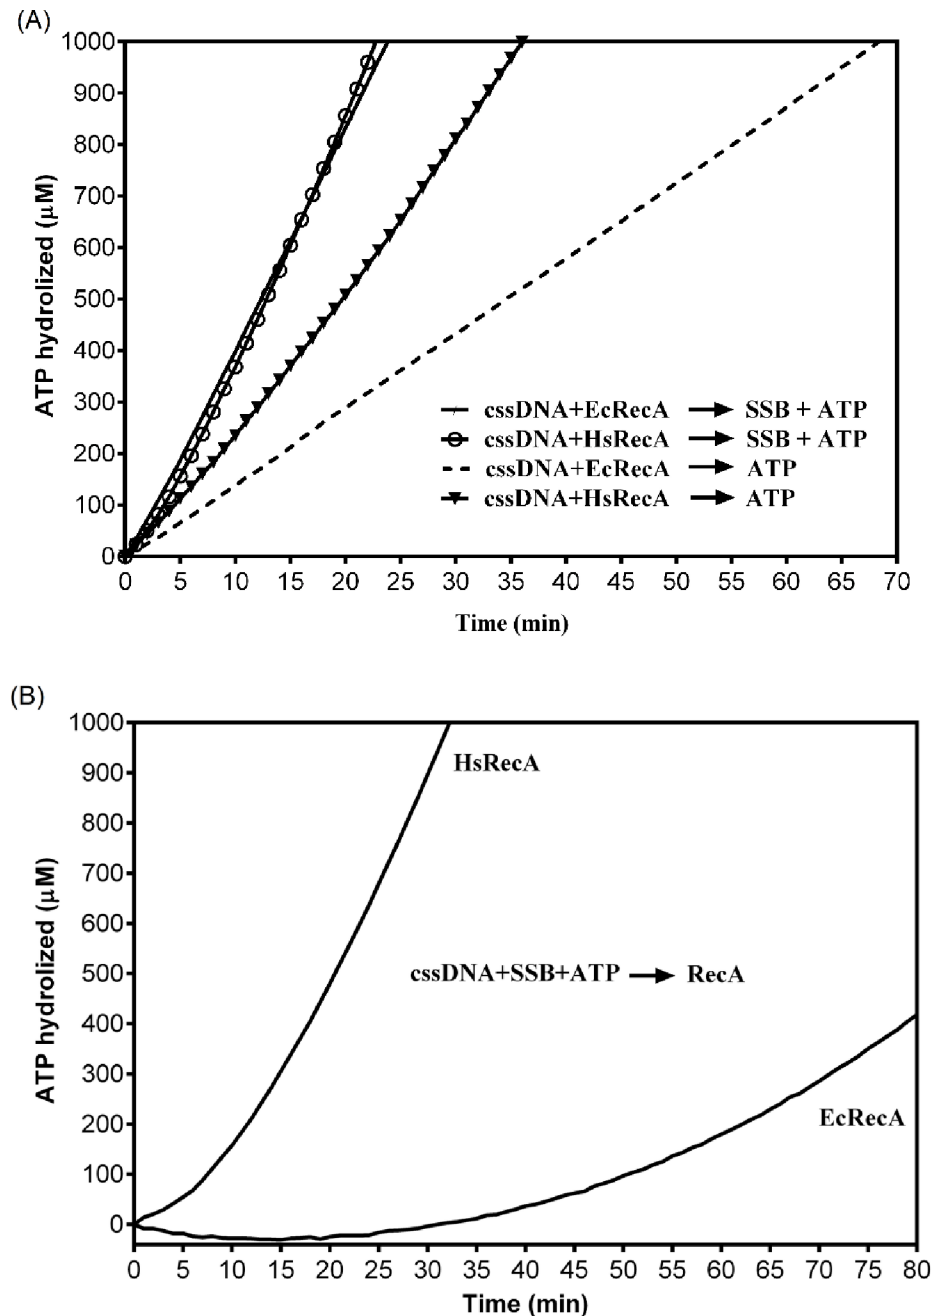 (A)
1000
900
800
700
600
500
400
300
200
100
0
ATP hydrolized (μM)
cssDNA+EcRecA SSB + ATP
cssDNA+HsRecA SSB + ATP
cssDNA+EcRecA ATP
cssDNA+HsRecA ATP
0 5 10 15 20 25 30 35 40 45 50 55 60 65 70
Time (min)
(B)
1000
900
800
700
600
500
400
300
200
100
0
ATP hydrolized (μM)
HsRecA
cssDNA+SSB+ATP RecA
EcRecA
0 5 10 15 20 25 30 35 40 45 50 55 60 65 70 75 80
Time (min)